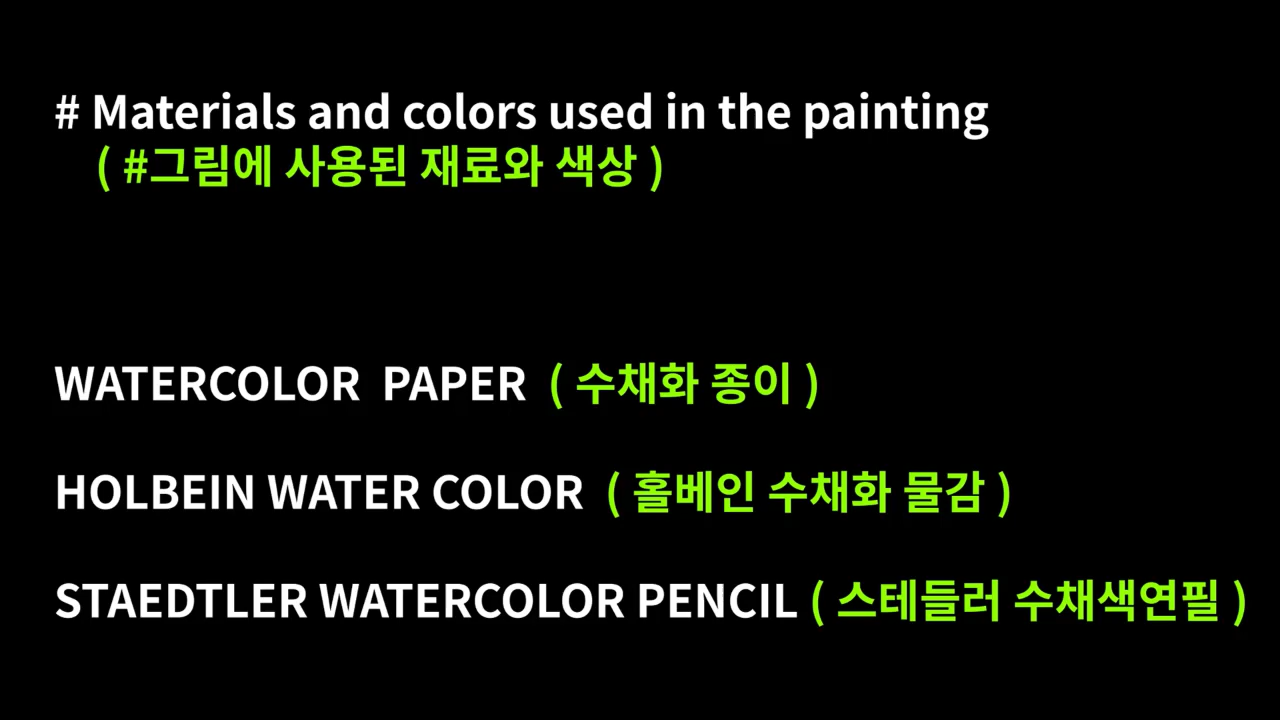 # Materials and colors used in the painting
( #그림에 사용된 재료와 색상 )
WATERCOLOR PAPER ( 수채화 종이 )
HOLBEIN WATER COLOR ( 홀베인 수채화 물감 )
STAEDTLER WATERCOLOR PENCIL ( 스테들러 수채색연필 )